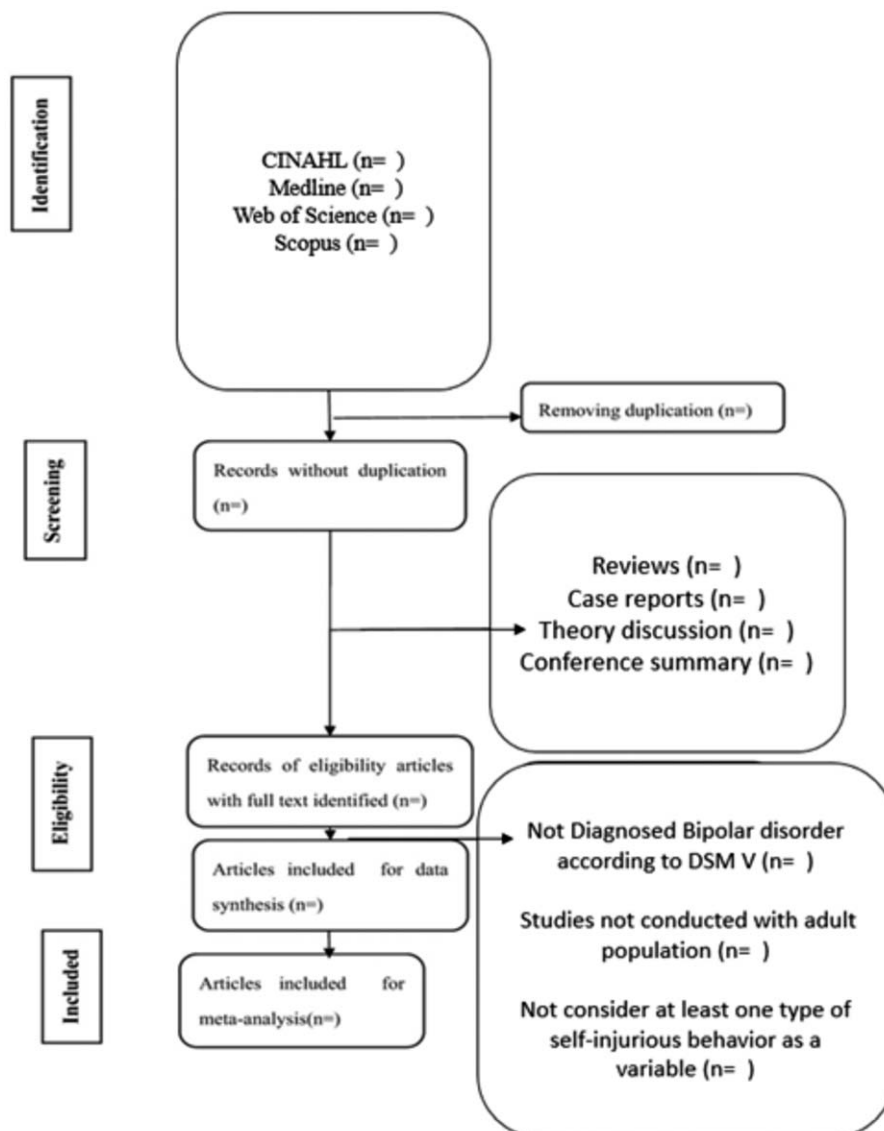 Identification
CINAHL (n= )
Medline (n= )
Web of Science (n= )
Scopus (n= )
Removing duplication (n=)
Screening
Records without duplication
(n=)
Reviews (n= )
Case reports (n= )
Theory discussion (n= )
Conference summary (n= )
Eligibility
Records of eligibility articles
with full text identified (n=)
Not Diagnosed Bipolar disorder
according to DSM V (n= )
Studies not conducted with adult
population (n= )
Not consider at least one type of
self-injurious behavior as a
variable (n= )
Articles included for data
synthesis (n=)
Included
Articles included for
meta-analysis(n=)